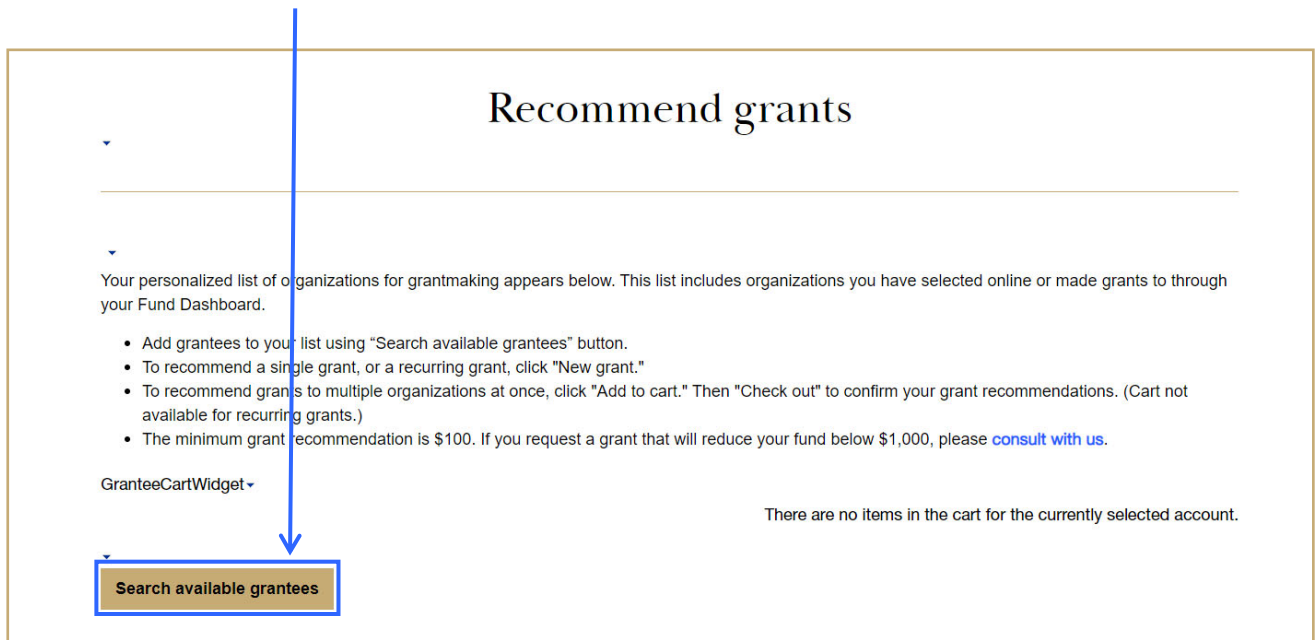 Recommend grants
Your personalized list of organizations for grantmaking appears below. This list includes organizations you have selected online or made grants to through
your Fund Dashboard.
• Add grantees to your list using “Search available grantees” button.
• To recommend a single grant, or a recurring grant, click "New grant."
• To recommend grants to multiple organizations at once, click "Add to cart." Then "Check out" to confirm your grant recommendations. (Cart not
available for recurring grants.)
• The minimum grant recommendation is $100. If you request a grant that will reduce your fund below $1,000, please consult with us.
GranteeCartWidget
There are no items in the cart for the currently selected account.
Search available grantees